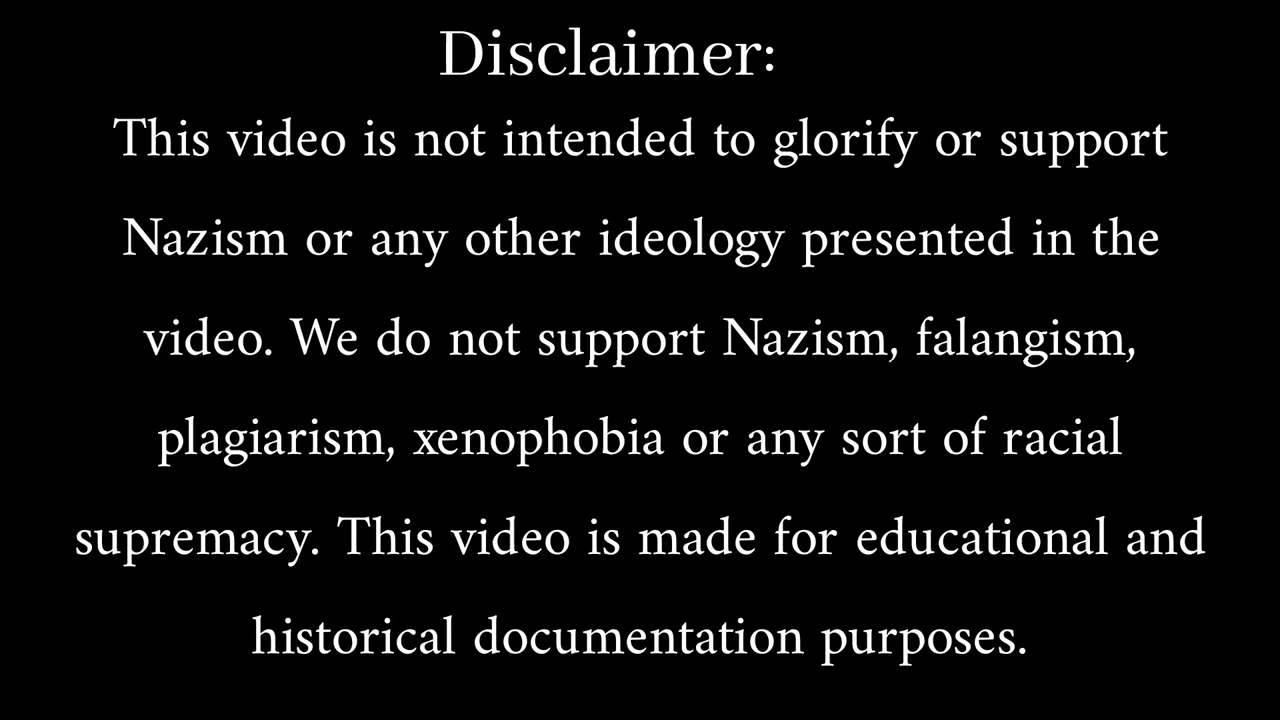 Disclaimer:
This video is not intended to glorify or support
Nazism or any other ideology presented in the
video. We do not support Nazism, falangism,
plagiarism, xenophobia or any sort of racial
supremacy. This video is made for educational and
historical documentation purposes.